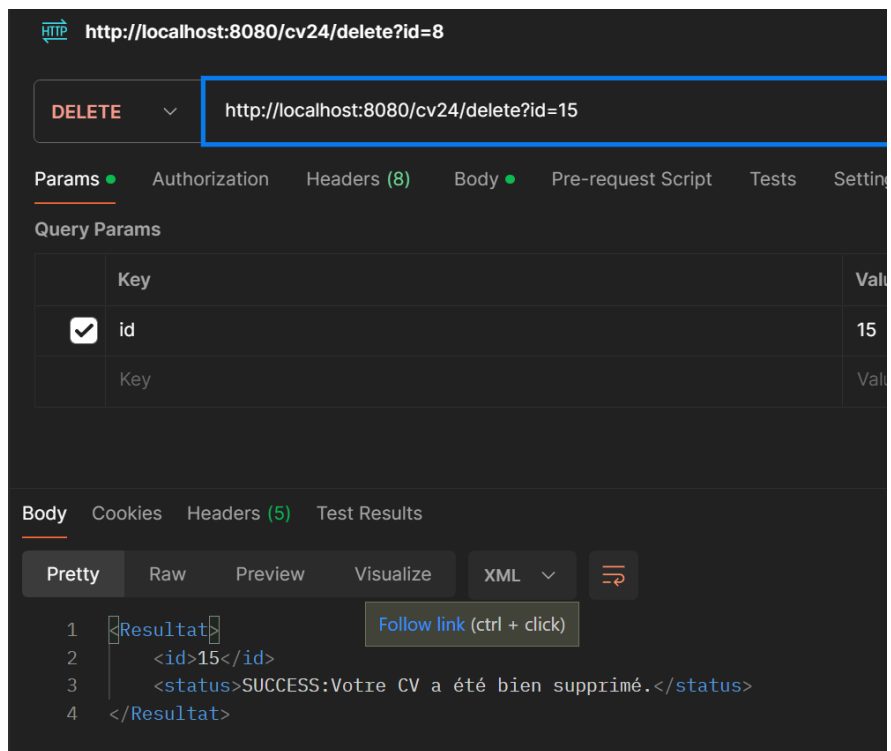 HTTP http://localhost:8080/cv24/delete?id=8
DELETE http://localhost:8080/cv24/delete?id=15
Params Authorization Headers (8) Body Pre-request Script Tests Setting
Query Params
Key Valu
id 15
Key Valu
Body Cookies Headers (5) Test Results
Pretty Raw Preview Visualize XML
Follow link (ctrl + click)
1 <Resultat>
2 <id>15</id>
3 <status>SUCCESS:Votre CV a été bien supprimé.</status>
4 </Resultat>